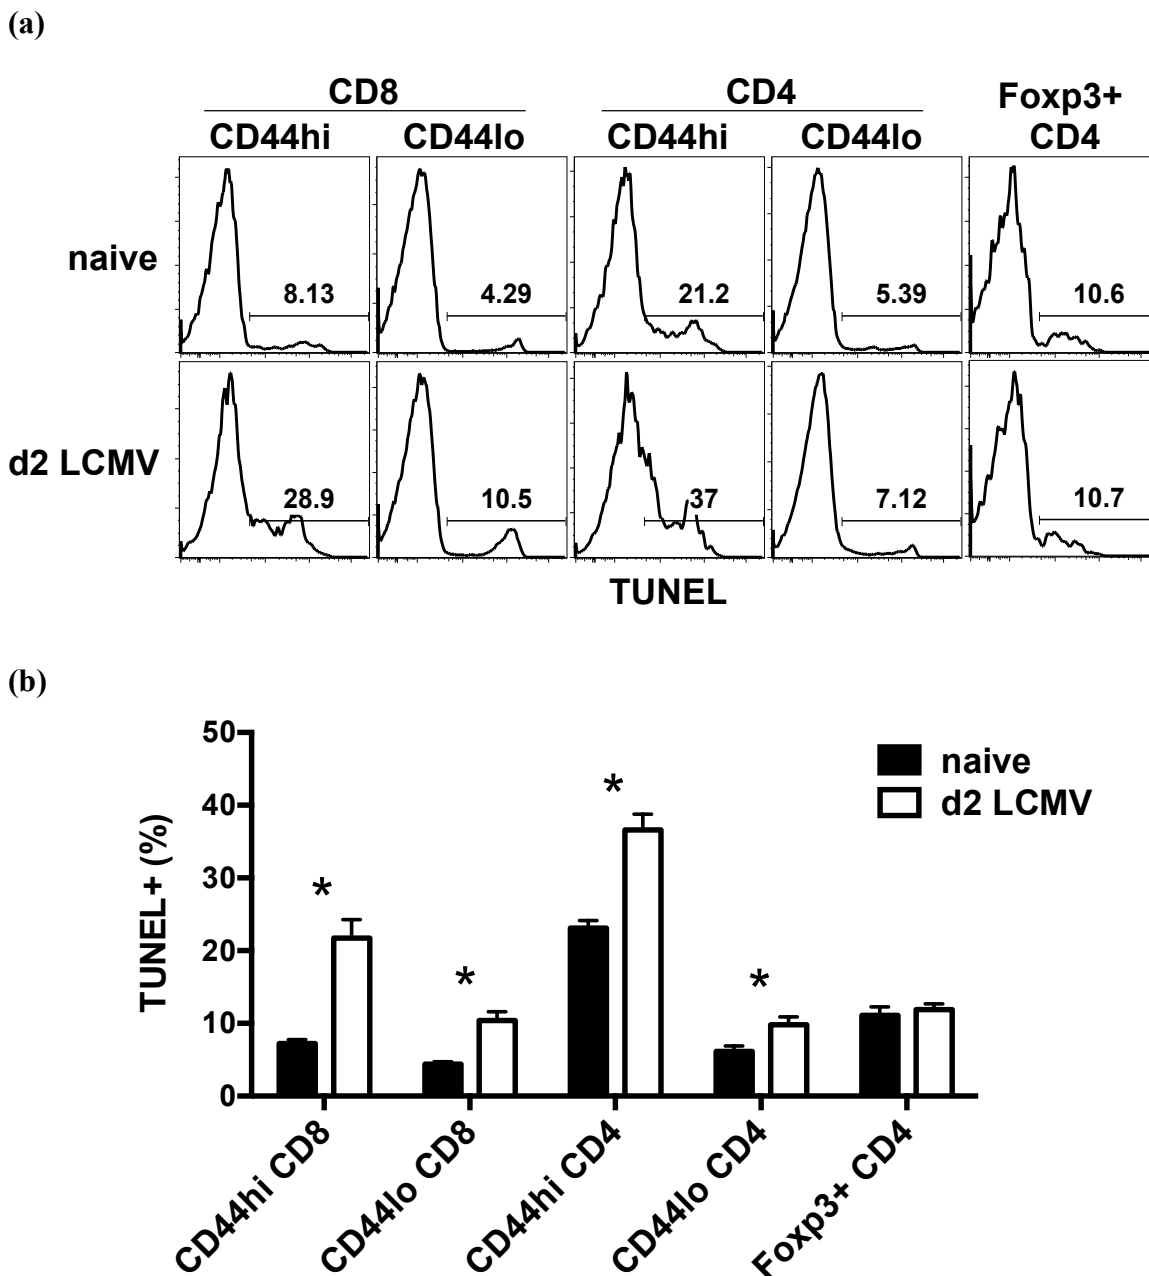 (a)
CD8 CD4 Foxp3+
CD44hi CD44lo CD44hi CD44lo CD4
naive 8.13 4.29 21.2 5.39 10.6
d2 LCMV 28.9 10.5 37 7.12 10.7
TUNEL
(b)
50
40
30
20
10
0
TUNEL+ (%)
naive
d2 LCMV
*
*
*
*
CD44hi CD8
CD44lo CD8
CD44hi CD4
CD44lo CD4
Foxp3+ CD4